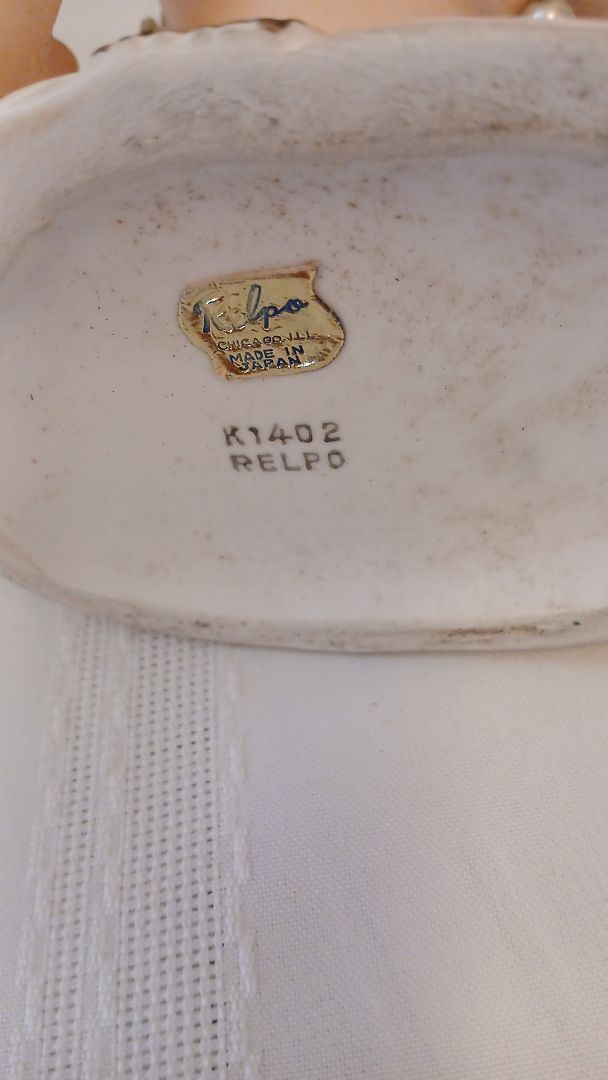 Relpo
CHICAGO, ILL.
MADE IN
JAPAN
K1402
RELPO